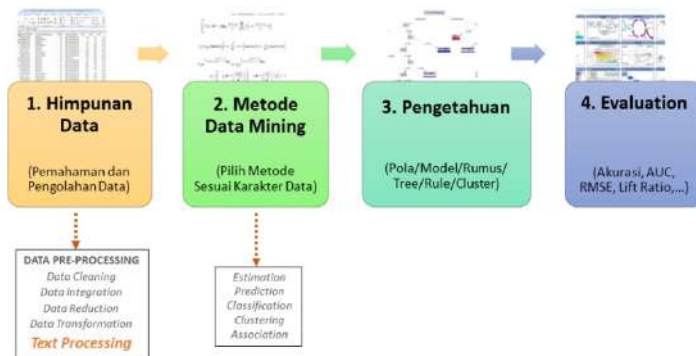 1. Himpunan
Data
(Pemahaman dan
Pengolahan Data)
2. Metode
Data Mining
(Pilih Metode
Sesuai Karakter Data)
3. Pengetahuan
(Pola/Model/Rumus/
Tree/Rule/Cluster)
4. Evaluation
(Akurasi, AUC,
RMSE, Lift Ratio,...)
DATA PRE-PROCESSING
Data Cleaning
Data Integration
Data Reduction
Data Transformation
Text Processing
Estimation
Prediction
Classification
Clustering
Association